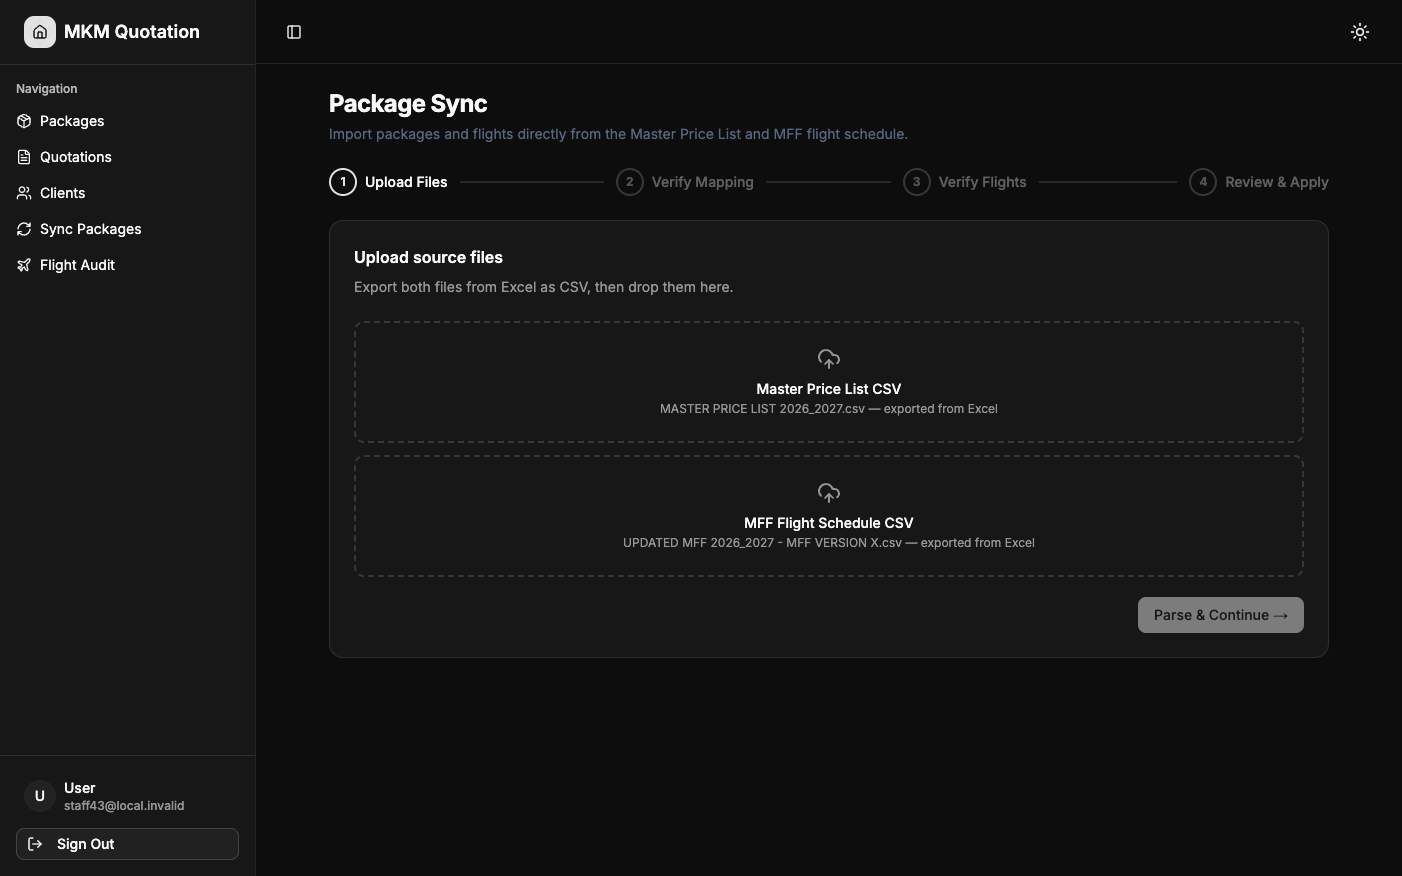 MKM Quotation
Navigation
Packages
Quotations
Clients
Sync Packages
Flight Audit
User
U
staff43@local.invalid
Sign Out
Package Sync
Import packages and flights directly from the Master Price List and MFF flight schedule.
1 Upload Files
2 Verify Mapping
3 Verify Flights
4 Review & Apply
Upload source files
Export both files from Excel as CSV, then drop them here.
Master Price List CSV
MASTER PRICE LIST 2026_2027.csv — exported from Excel
MFF Flight Schedule CSV
UPDATED MFF 2026_2027 - MFF VERSION X.csv — exported from Excel
Parse & Continue →